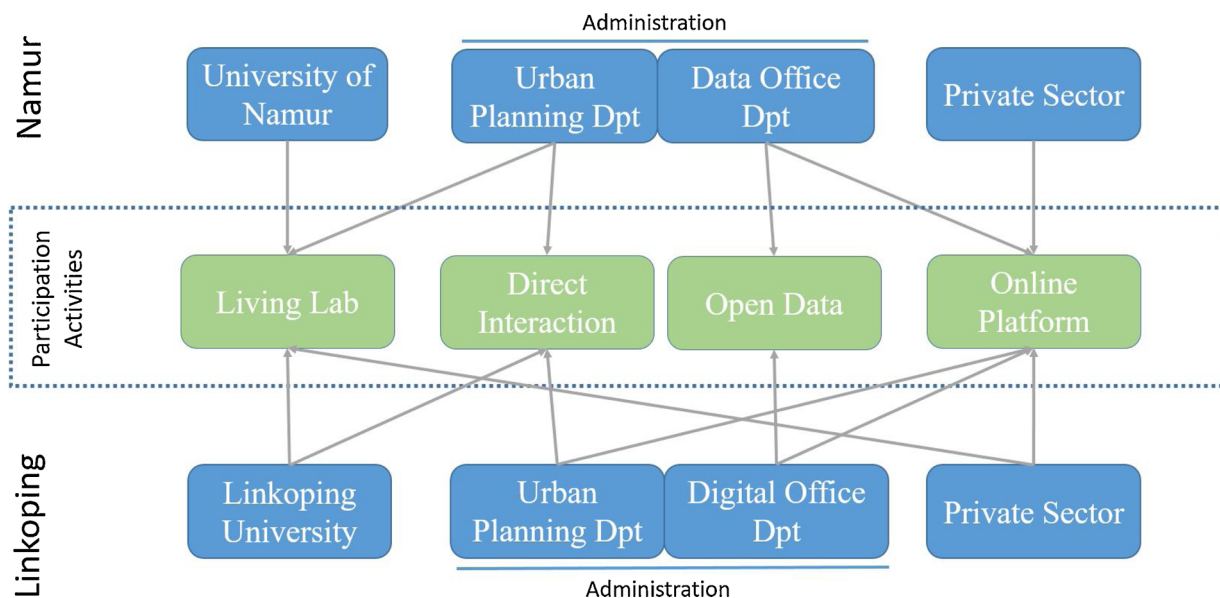 Administration
Namur
University of
Namur
Urban
Planning Dpt
Data Office
Dpt
Private Sector
Participation
Activities
Living Lab
Direct
Interaction
Open Data
Online
Platform
Linkoping
Linkoping
University
Urban
Planning Dpt
Digital Office
Dpt
Private Sector
Administration